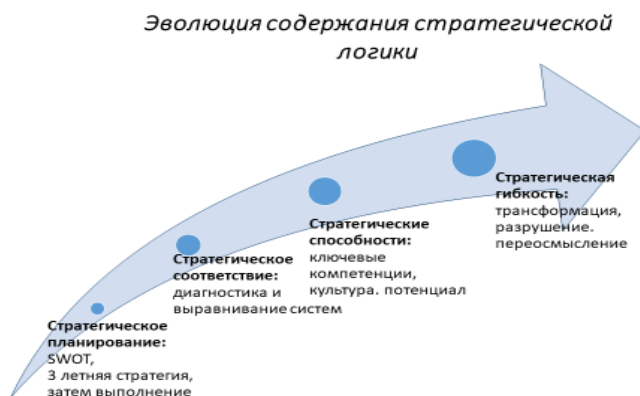 Эволюция содержания стратегической
логики
Стратегическое
планирование:
SWOT,
3 летняя стратегия,
затем выполнение
Стратегическое
соответствие:
диагностика и
выравнивание систем
Стратегические
способности:
ключевые
компетенции,
культура. потенциал
Стратегическая
гибкость:
трансформация,
разрушение.
переосмысление